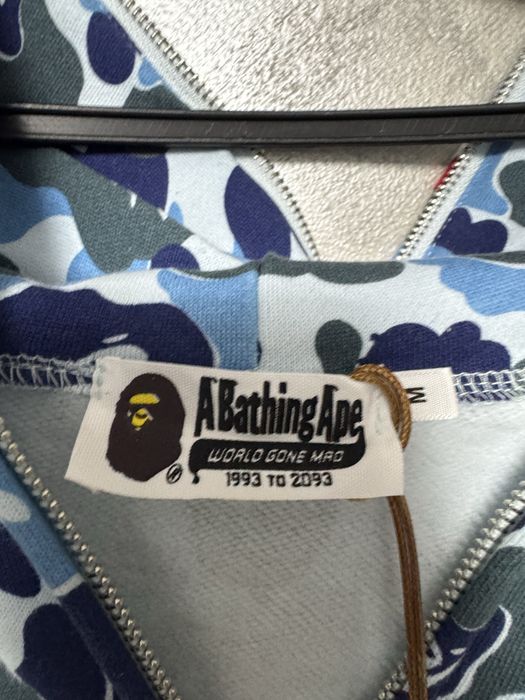 A Bathing Ape
WORLD GONE MAD
1993 TO 2093
M